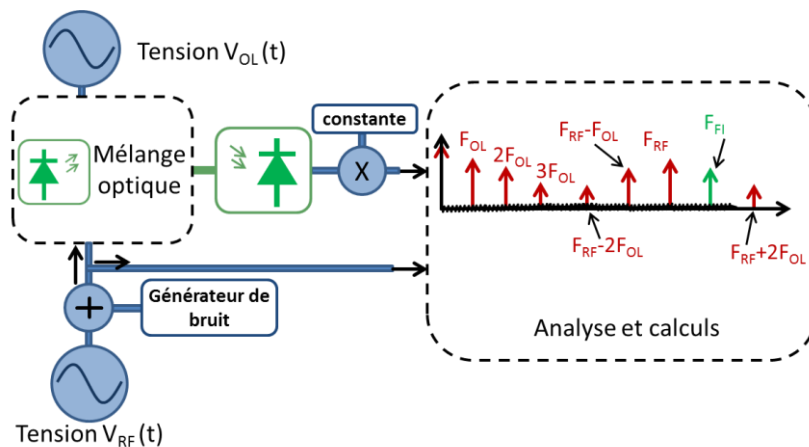 Tension V_OL (t)
constante
Mélange
optique
X
F_OL
2F_OL
3F_OL
F_RF-F_OL
F_RF
F_FI
F_RF-2F_OL
F_RF+2F_OL
+
Générateur de
bruit
Analyse et calculs
Tension V_RF (t)